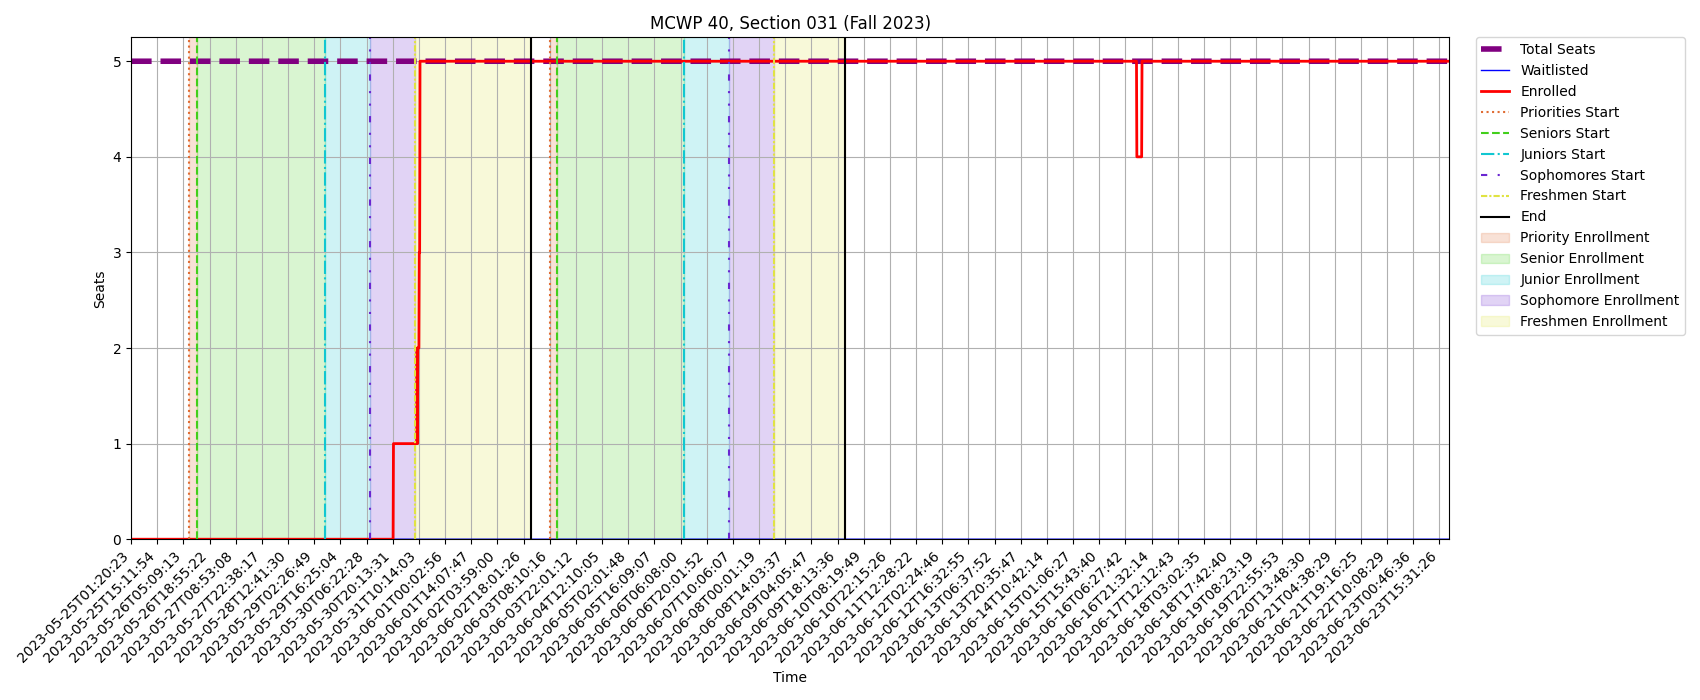 MCWP 40, Section 031 (Fall 2023)
Seats
5
4
3
2
1
0
2023-05-25T01:20:23
2023-05-25T15:11:54
2023-05-26T05:09:13
2023-05-26T18:55:22
2023-05-27T08:53:08
2023-05-27T22:38:17
2023-05-28T12:41:30
2023-05-29T02:26:49
2023-05-29T16:25:04
2023-05-30T06:22:28
2023-05-30T20:13:31
2023-05-31T10:14:03
2023-06-01T00:02:56
2023-06-01T14:07:47
2023-06-02T03:59:00
2023-06-02T18:01:26
2023-06-03T08:10:16
2023-06-03T22:01:12
2023-06-04T12:10:05
2023-06-05T02:01:48
2023-06-05T16:09:07
2023-06-06T06:08:00
2023-06-06T20:01:52
2023-06-07T10:06:07
2023-06-08T00:01:19
2023-06-08T14:03:37
2023-06-09T04:05:47
2023-06-09T18:13:36
2023-06-10T08:19:49
2023-06-10T22:15:26
2023-06-11T12:28:22
2023-06-12T02:24:46
2023-06-12T16:32:55
2023-06-13T06:37:52
2023-06-13T20:35:47
2023-06-14T10:42:14
2023-06-15T01:06:27
2023-06-15T15:43:40
2023-06-16T06:27:42
2023-06-16T21:32:14
2023-06-17T12:12:43
2023-06-18T03:02:35
2023-06-18T17:42:40
2023-06-19T08:23:19
2023-06-19T22:55:53
2023-06-20T13:48:30
2023-06-21T04:38:29
2023-06-21T19:16:25
2023-06-22T10:08:29
2023-06-23T00:46:36
2023-06-23T15:31:26
Time
Total Seats
Waitlisted
Enrolled
Priorities Start
Seniors Start
Juniors Start
Sophomores Start
Freshmen Start
End
Priority Enrollment
Senior Enrollment
Junior Enrollment
Sophomore Enrollment
Freshmen Enrollment